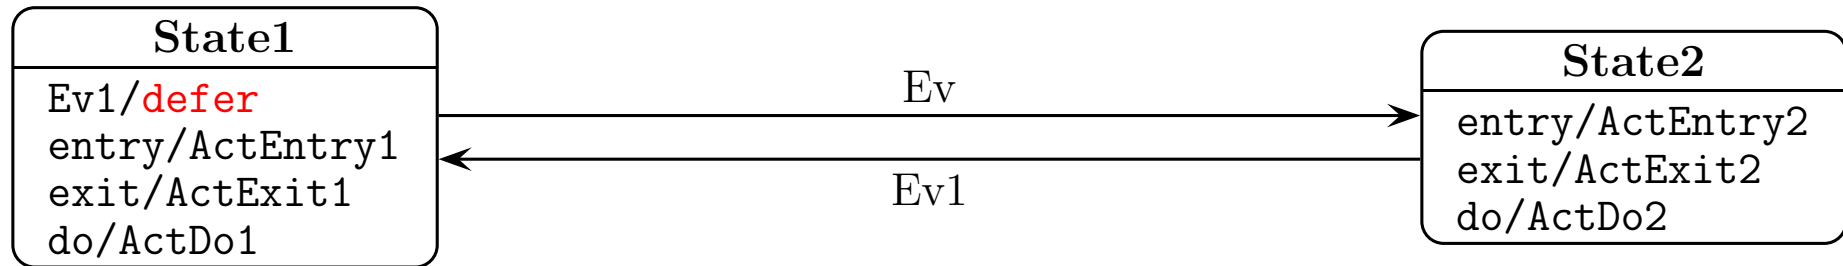 State1
Ev1/defer
entry/ActEntry1
exit/ActExit1
do/ActDo1
Ev
Ev1
State2
entry/ActEntry2
exit/ActExit2
do/ActDo2